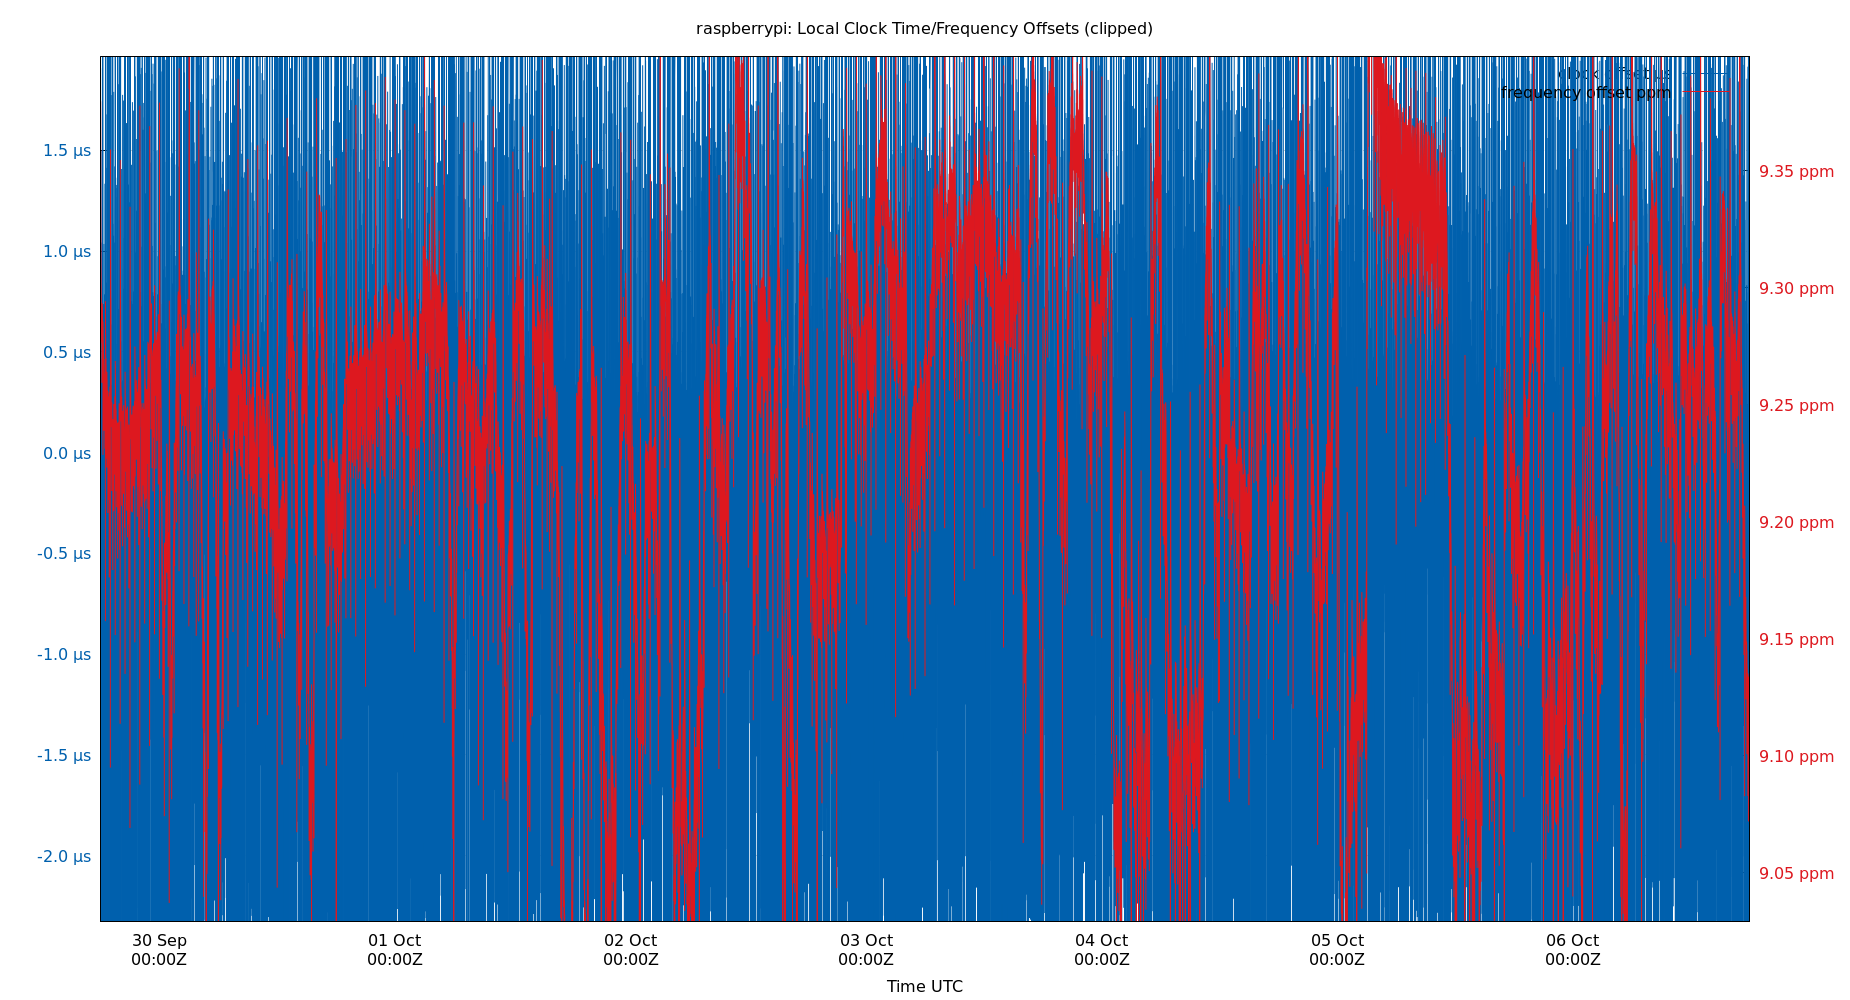 raspberrypi: Local Clock Time/Frequency Offsets (clipped)
clock offset µs
frequency offset ppm
1.5 µs
1.0 µs
0.5 µs
0.0 µs
-0.5 µs
-1.0 µs
-1.5 µs
-2.0 µs
9.35 ppm
9.30 ppm
9.25 ppm
9.20 ppm
9.15 ppm
9.10 ppm
9.05 ppm
30 Sep 01 Oct 02 Oct 03 Oct 04 Oct 05 Oct 06 Oct
00:00Z 00:00Z 00:00Z 00:00Z 00:00Z 00:00Z 00:00Z
Time UTC